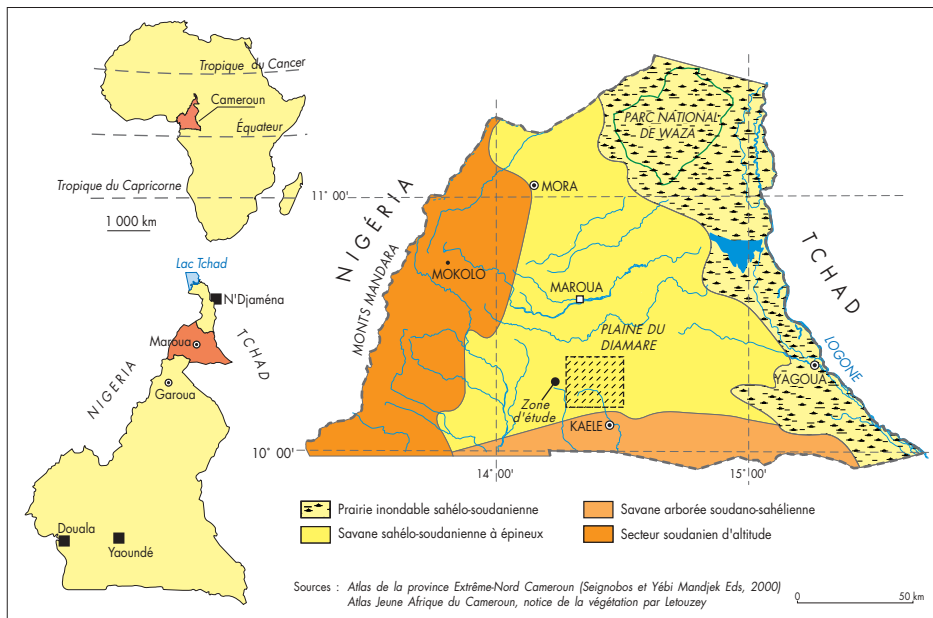 Tropique du Cancer
Cameroun
Équateur
Tropique du Capricorne
1 000 km
Lac Tchad
N'Djaména
Maroua
TCHAD
NIGERIA
Garoua
Douala
Yaoundé
PARC NATIONAL
DE WAZA
MORA
11° 00'
NIGÉRIA
TCHAD
MOKOLO
MONTS MANDARA
MAROUA
PLAINE DU
DIAMARE
LOGONE
YAGOUA
Zone
d'étude
KAELE
10° 00'
14° 00'
15° 00'
Prairie inondable sahélo-soudanienne
Savane arborée soudano-sahélienne
Savane sahélo-soudanienne à épineux
Secteur soudanien d'altitude
Sources : Atlas de la province Extrême-Nord Cameroun (Seignobos et Yébi Mandjek Eds, 2000)
Atlas Jeune Afrique du Cameroun, notice de la végétation par Letouzey
0 50 km